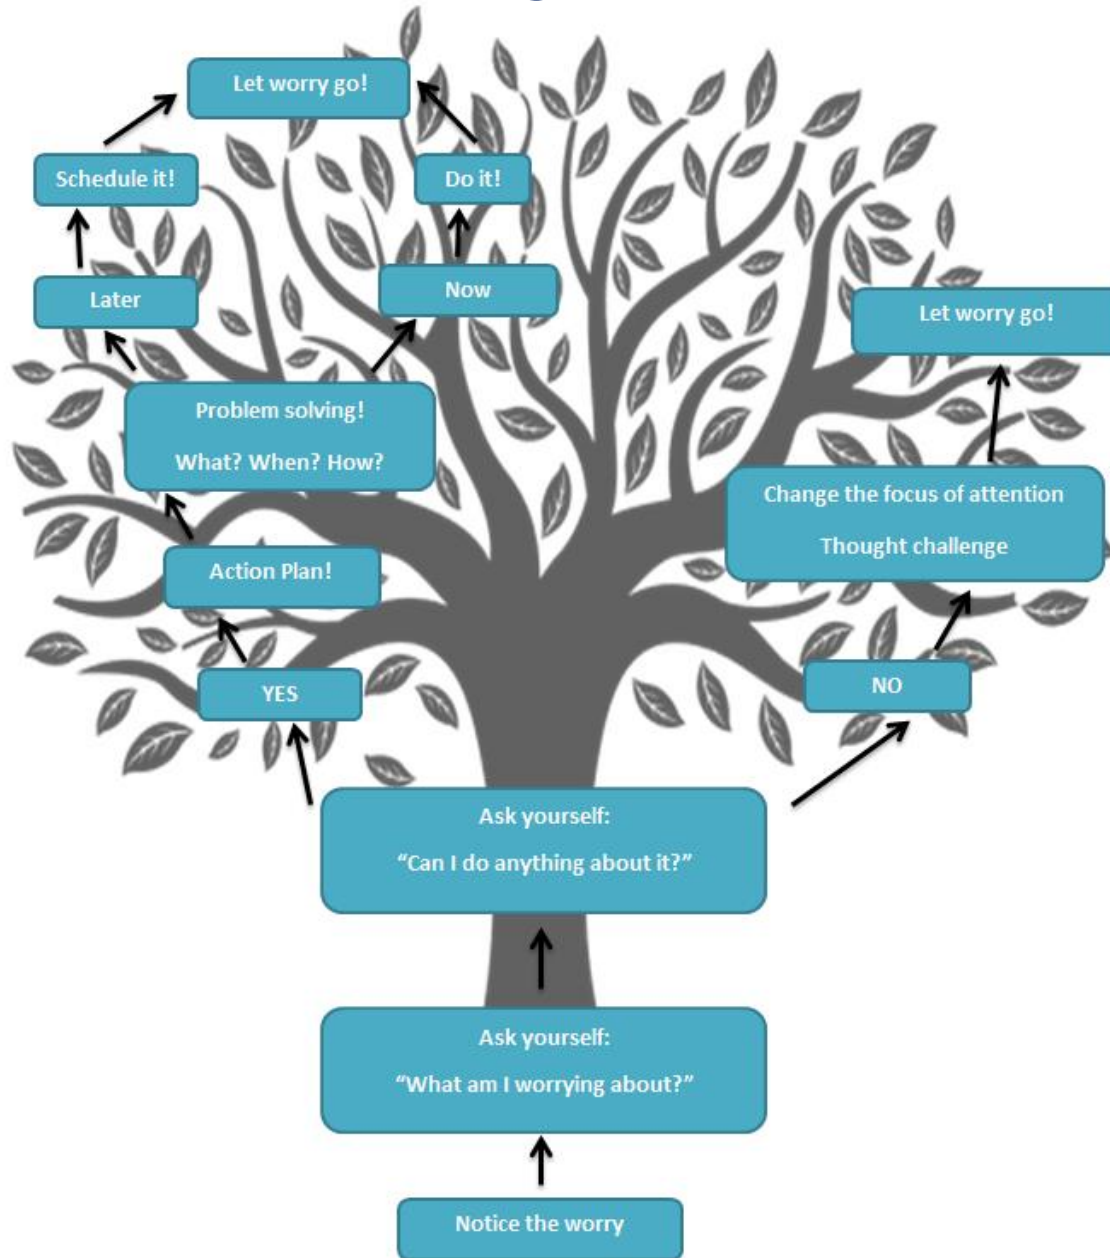 Let worry go!
Schedule it!
Do it!
Later
Now
Let worry go!
Problem solving!
What? When? How?
Change the focus of attention
Thought challenge
Action Plan!
YES
NO
Ask yourself:
“Can I do anything about it?”
Ask yourself:
“What am I worrying about?”
Notice the worry